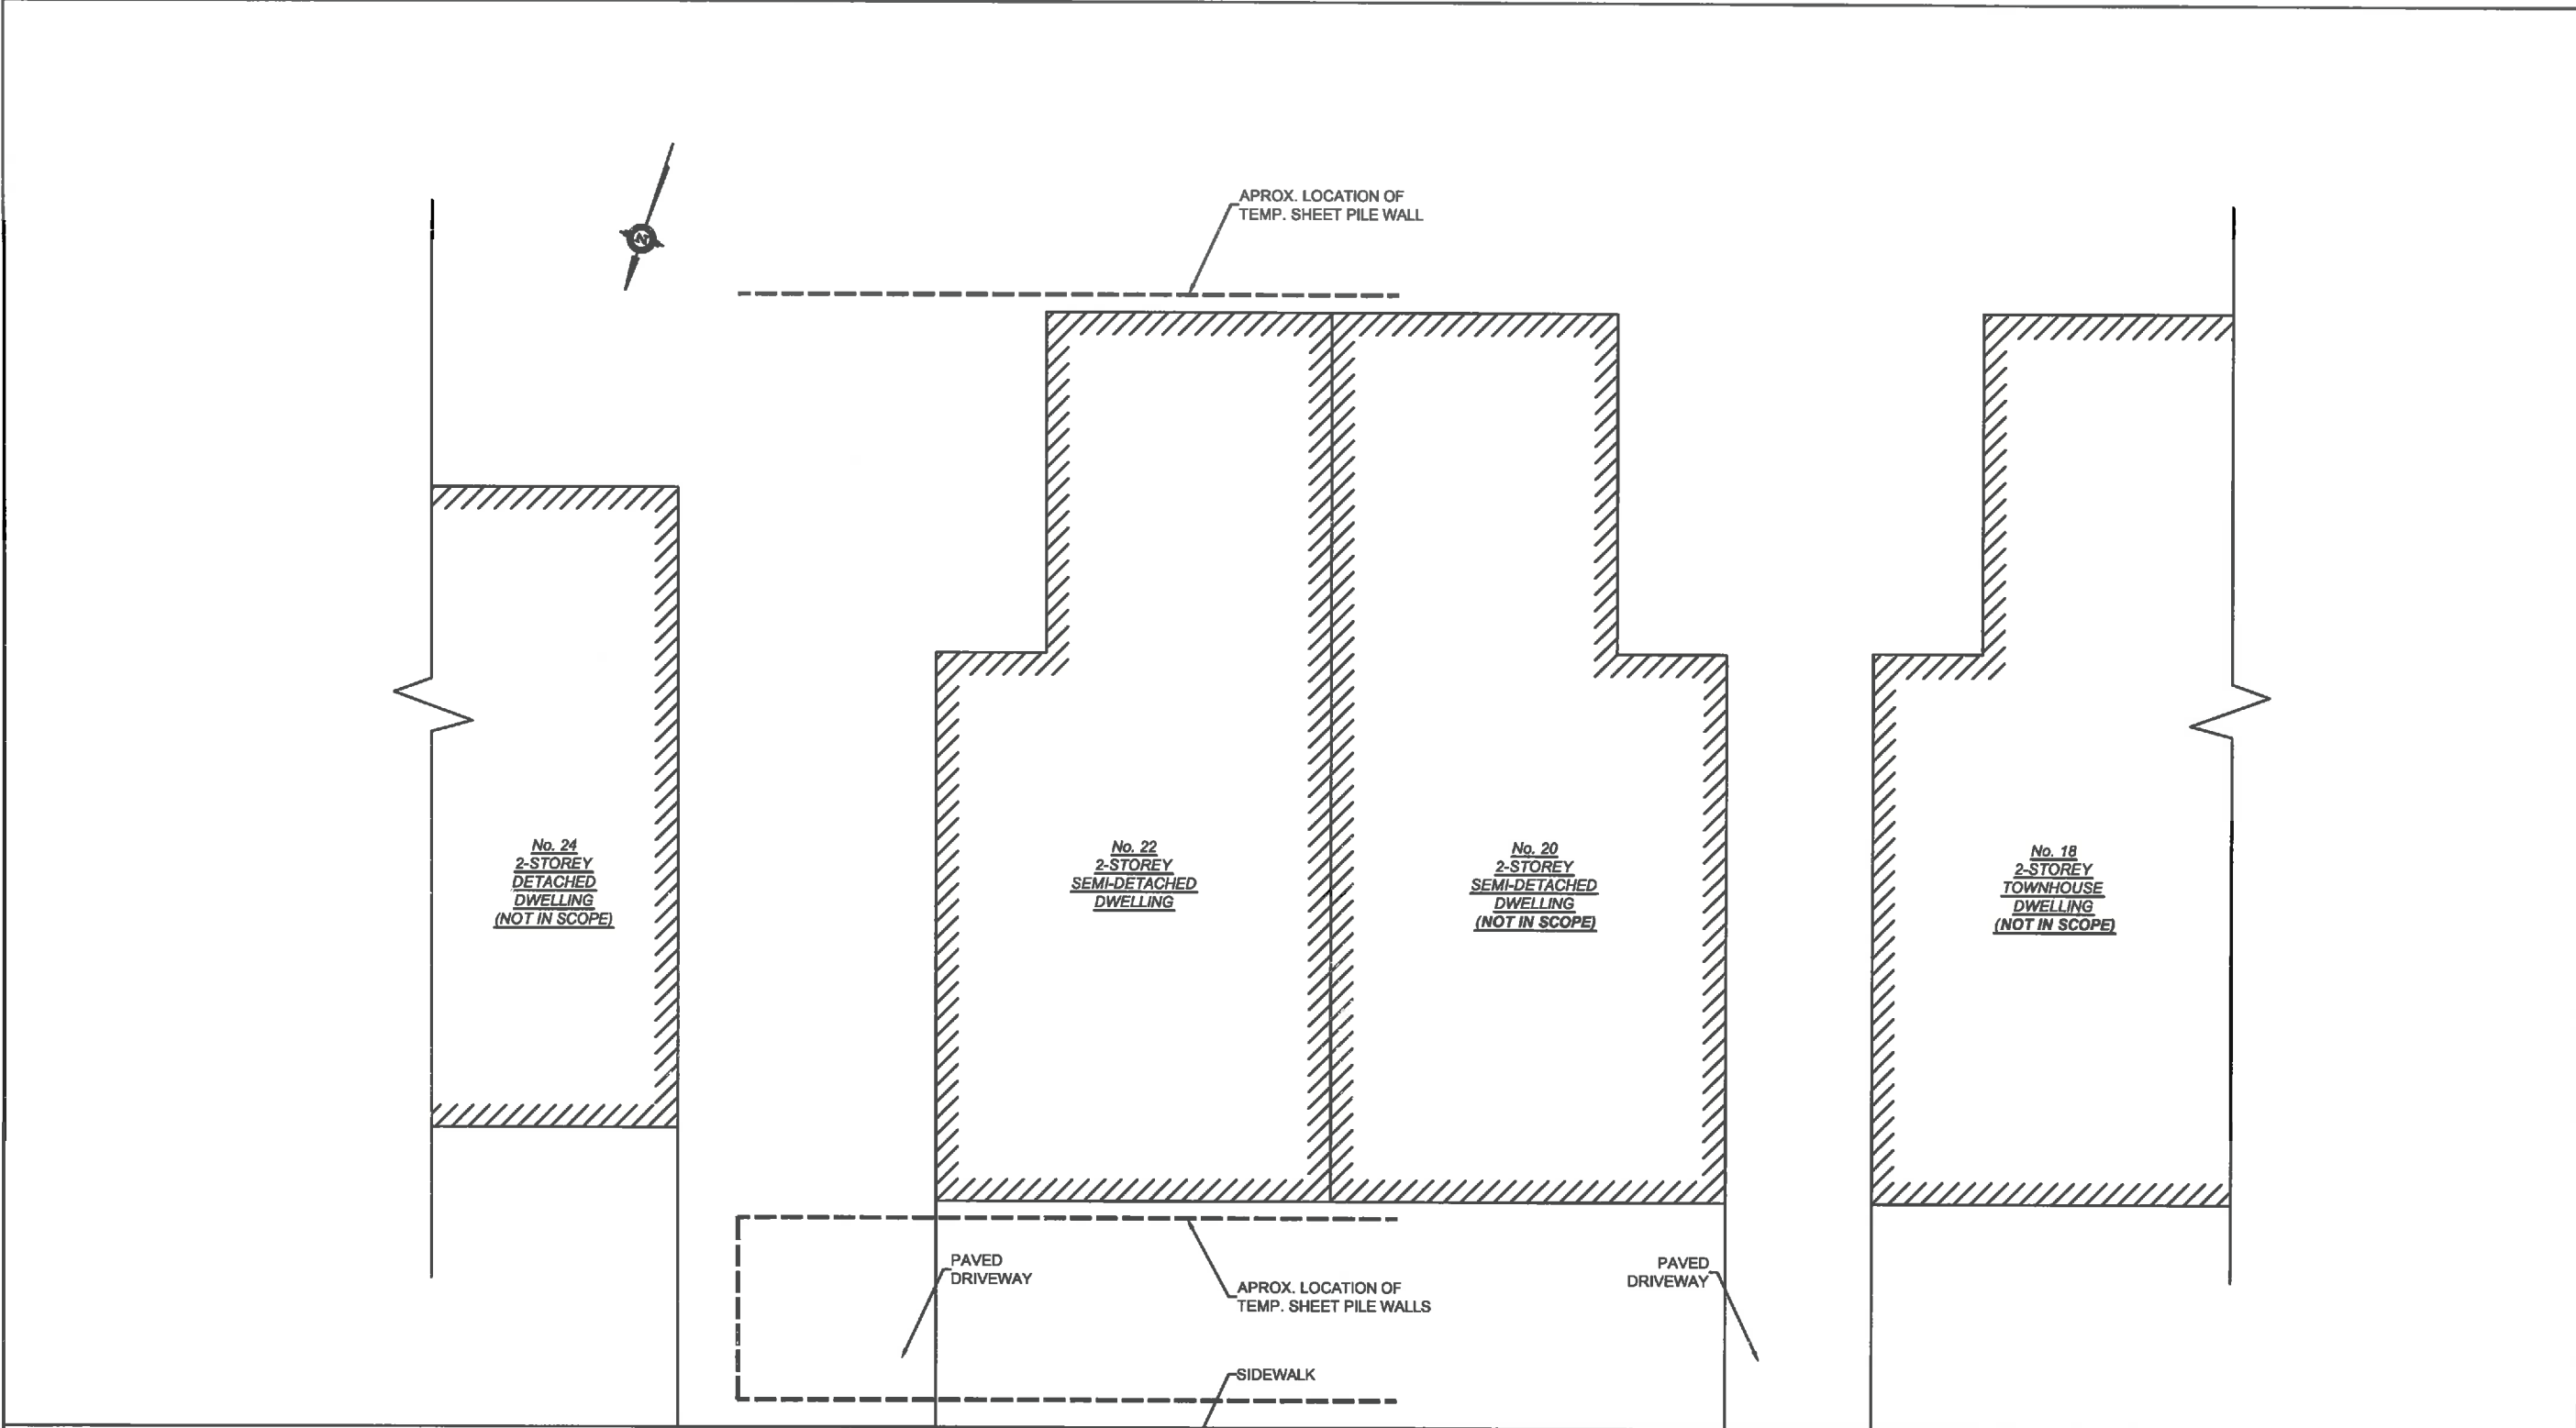 APROX. LOCATION OF
TEMP. SHEET PILE WALL
N
No. 24
2-STOREY
DETACHED
DWELLING
(NOT IN SCOPE)
No. 22
2-STOREY
SEMI-DETACHED
DWELLING
No. 20
2-STOREY
SEMI-DETACHED
DWELLING
(NOT IN SCOPE)
No. 18
2-STOREY
TOWNHOUSE
DWELLING
(NOT IN SCOPE)
PAVED
DRIVEWAY
APROX. LOCATION OF
TEMP. SHEET PILE WALLS
PAVED
DRIVEWAY
SIDEWALK